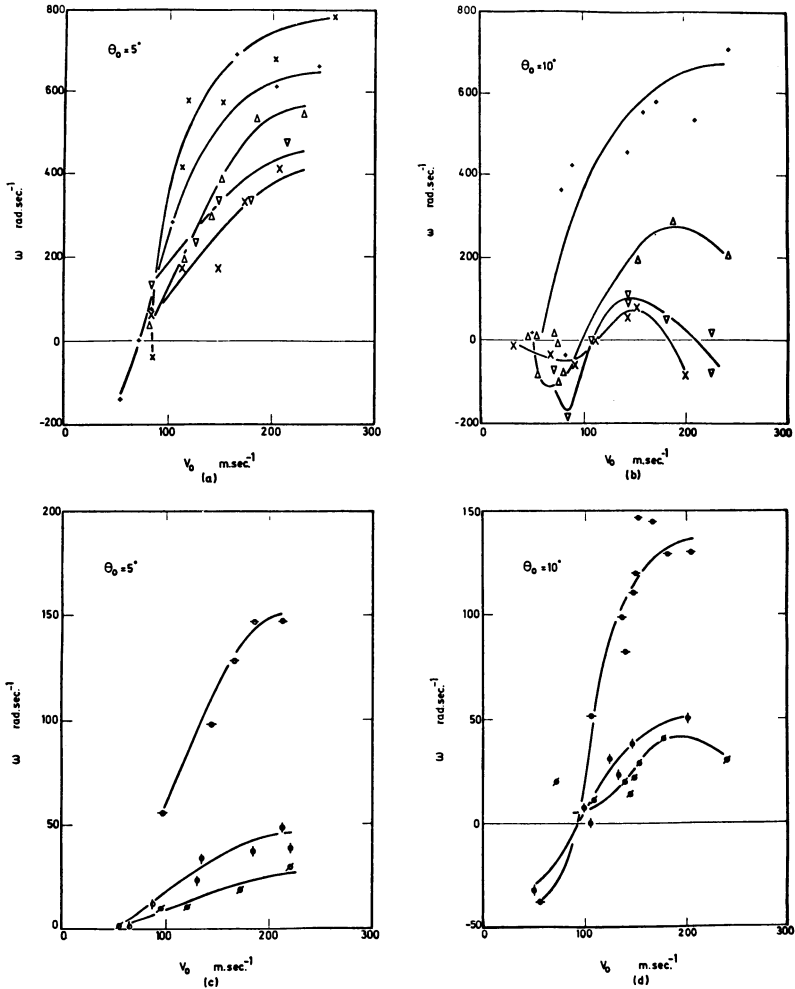 800
600
400
200
0
-200
θ₀ = 5°
ω rad.sec.⁻¹
0 100 200 300
V₀ m.sec.⁻¹
(a)
800
600
400
200
0
-200
θ₀ = 10°
ω rad.sec.⁻¹
0 100 200 300
V₀ m.sec.⁻¹
(b)
200
150
100
50
0
θ₀ = 5°
ω rad.sec.⁻¹
0 100 200 300
V₀ m.sec.⁻¹
(c)
150
100
50
0
-50
θ₀ = 10°
ω rad.sec.⁻¹
0 100 200 300
V₀ m.sec.⁻¹
(d)